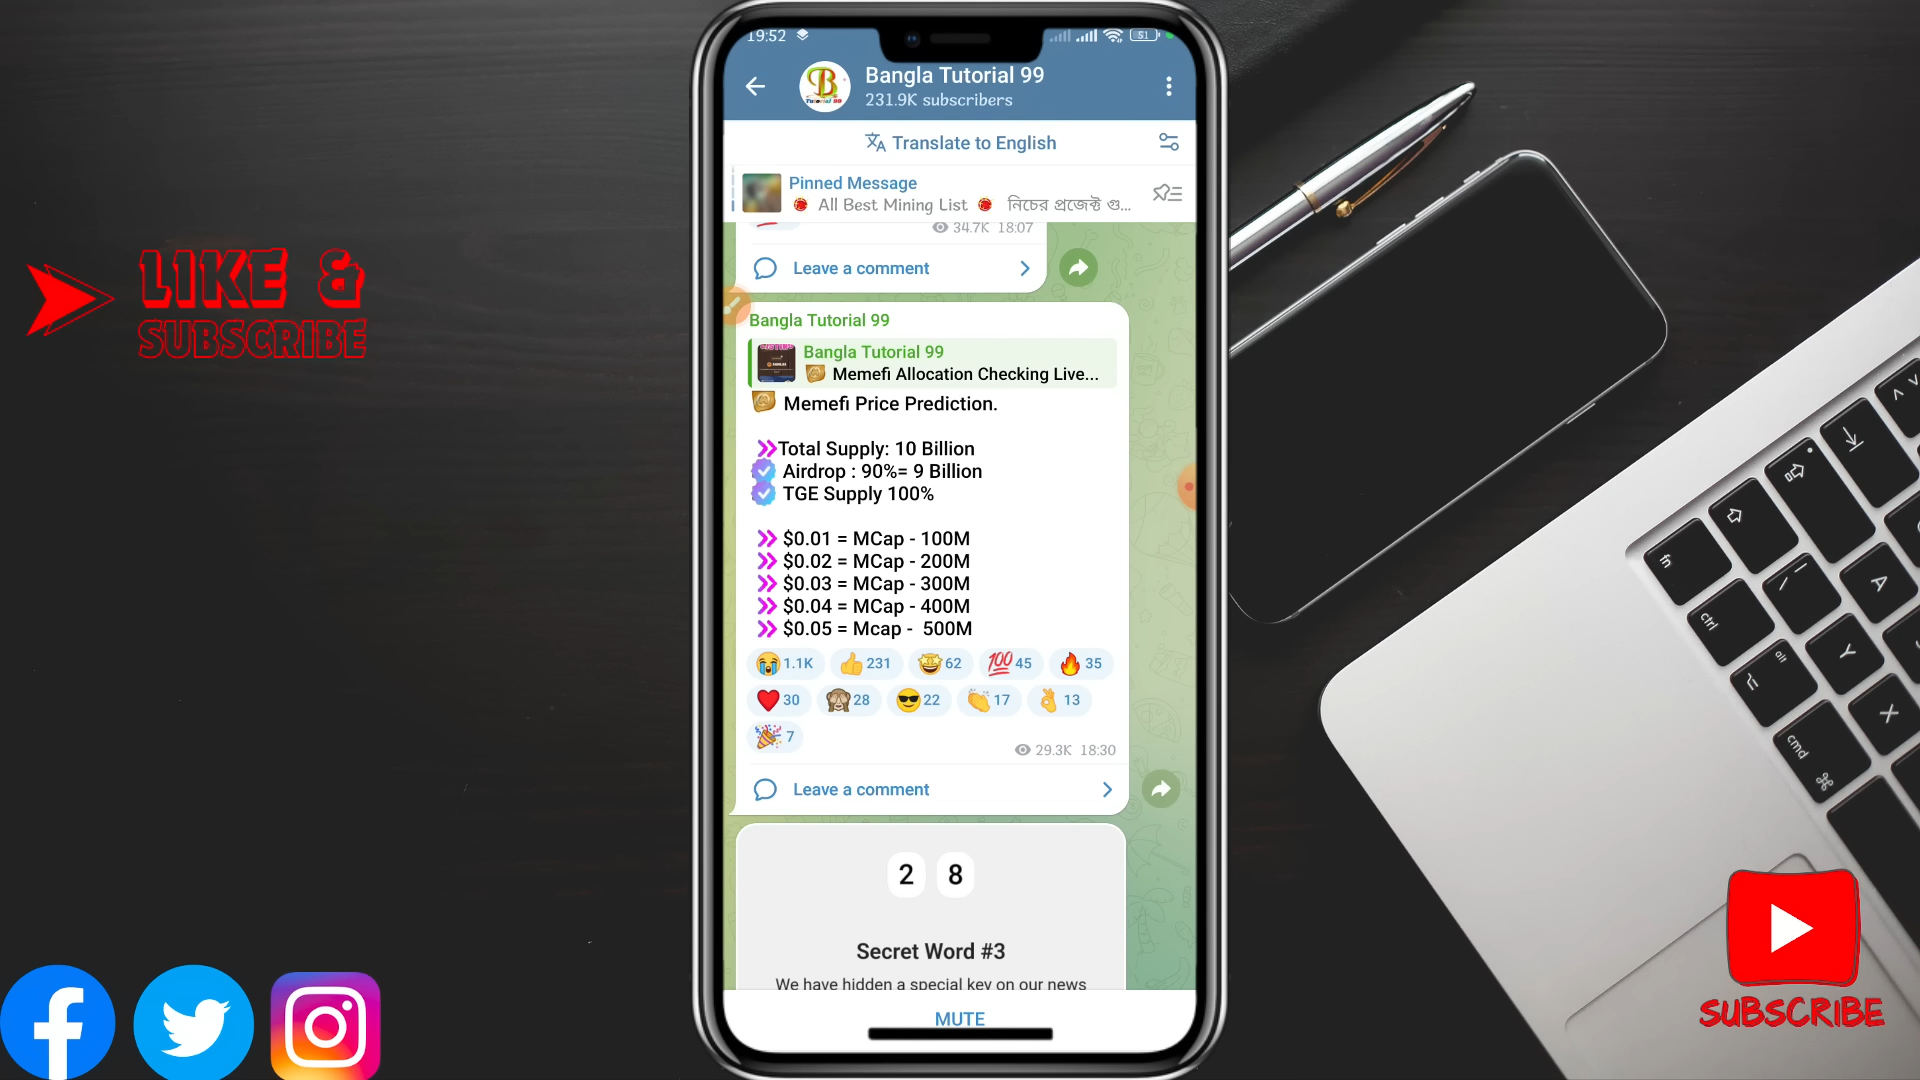 19:52
51
Bangla Tutorial 99
231.9K subscribers
Translate to English
Pinned Message
All Best Mining List নিচের প্রজেক্ট গু...
34.7K 18:07
Leave a comment
Bangla Tutorial 99
Bangla Tutorial 99
Memefi Allocation Checking Live...
Memefi Price Prediction.
Total Supply: 10 Billion
Airdrop : 90%= 9 Billion
TGE Supply 100%
$0.01 = MCap - 100M
$0.02 = MCap - 200M
$0.03 = MCap - 300M
$0.04 = MCap - 400M
$0.05 = Mcap - 500M
😭 1.1K 👍 231 🤩 62 💯 45 🔥 35
❤️ 30 🙈 28 😎 22 👏 17 👌 13
🎉 7
29.3K 18:30
Leave a comment
2 8
Secret Word #3
We have hidden a special key on our news
MUTE
LIKE &
SUBSCRIBE
SUBSCRIBE
fn
ctrl
alt
cmd
A
Y
X